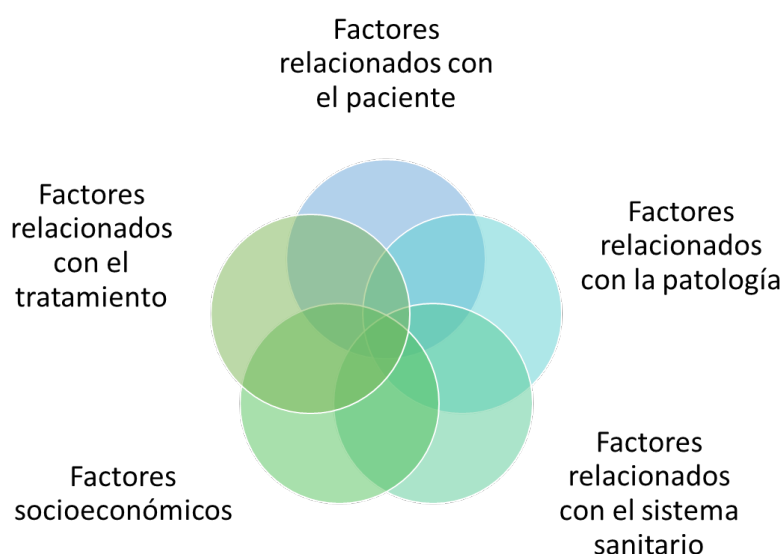 Factores
relacionados con
el paciente
Factores
relacionados
con el
tratamiento
Factores
relacionados
con la patología
Factores
socioeconómicos
Factores
relacionados
con el sistema
sanitario